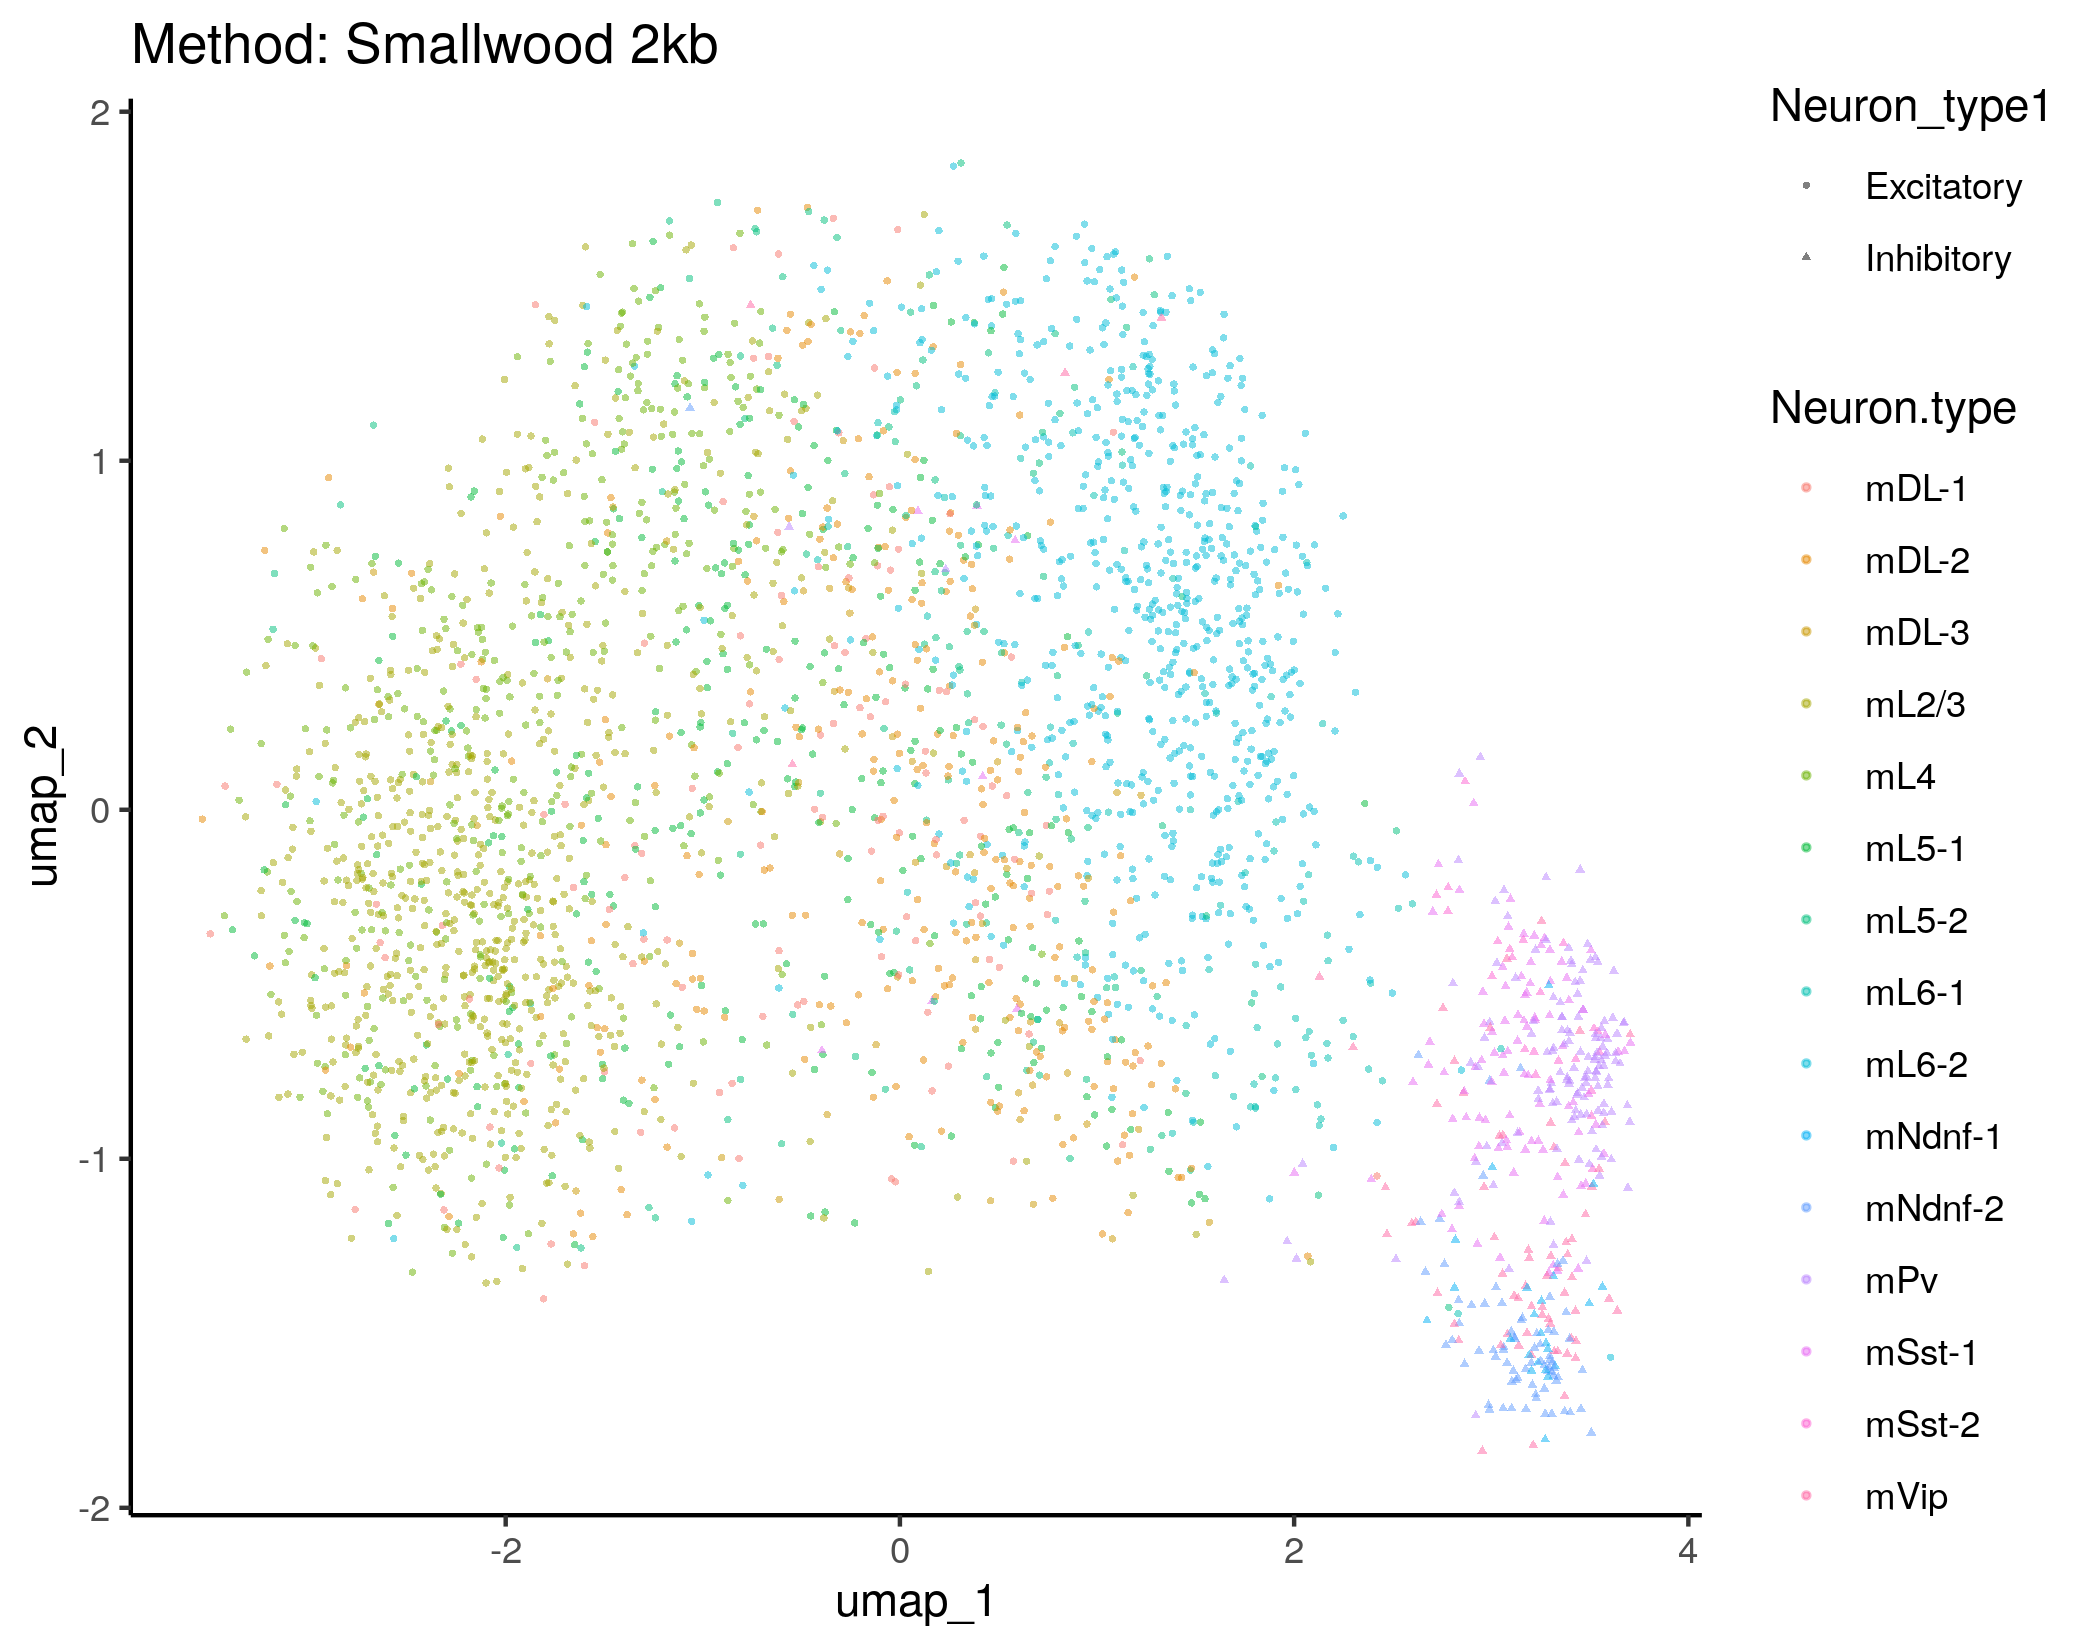 Method: Smallwood 2kb
2
1
0
-1
-2
umap_2
-2
0
2
4
umap_1
Neuron_type1
Excitatory
Inhibitory
Neuron.type
mDL-1
mDL-2
mDL-3
mL2/3
mL4
mL5-1
mL5-2
mL6-1
mL6-2
mNdnf-1
mNdnf-2
mPv
mSst-1
mSst-2
mVip